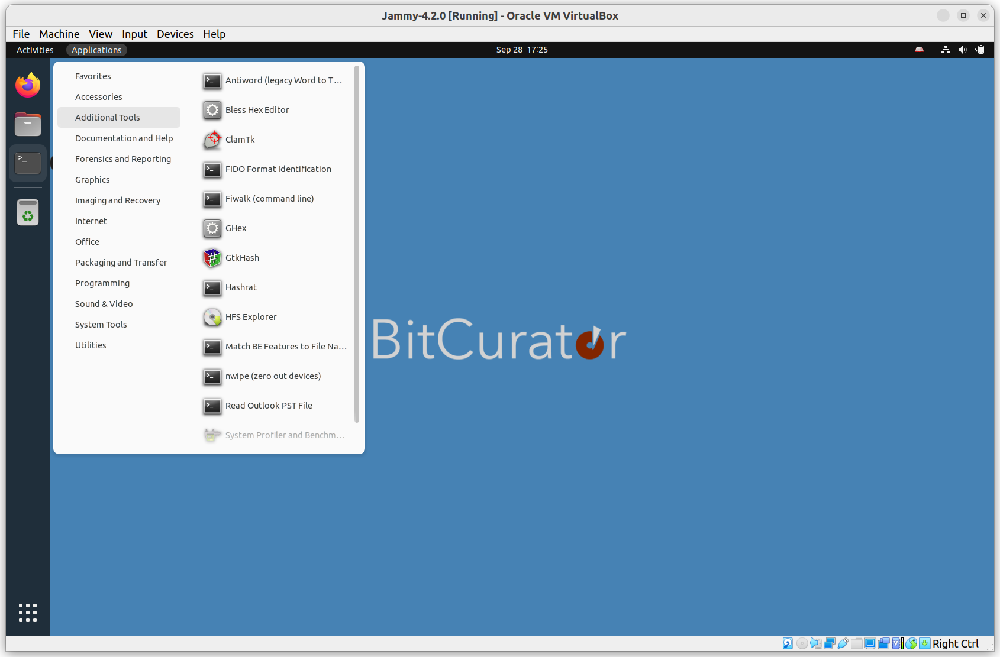 Jammy-4.2.0 [Running] - Oracle VM VirtualBox
File Machine View Input Devices Help
Activities Applications Sep 28 17:25
Favorites
Accessories
Additional Tools
Documentation and Help
Forensics and Reporting
Graphics
Imaging and Recovery
Internet
Office
Packaging and Transfer
Programming
Sound & Video
System Tools
Utilities
Antiword (legacy Word to T...
Bless Hex Editor
ClamTk
FIDO Format Identification
Fiwalk (command line)
GHex
GtkHash
Hashrat
HFS Explorer
Match BE Features to File Na...
nwipe (zero out devices)
Read Outlook PST File
System Profiler and Benchm...
BitCurator
Right Ctrl